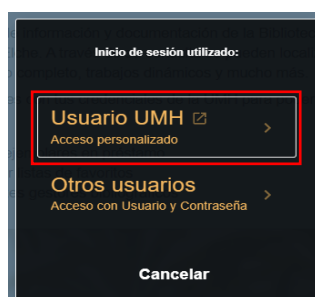 Inicio de sesión utilizado:
Usuario UMH
Acceso personalizado
Otros usuarios
Acceso con Usuario y Contraseña
Cancelar